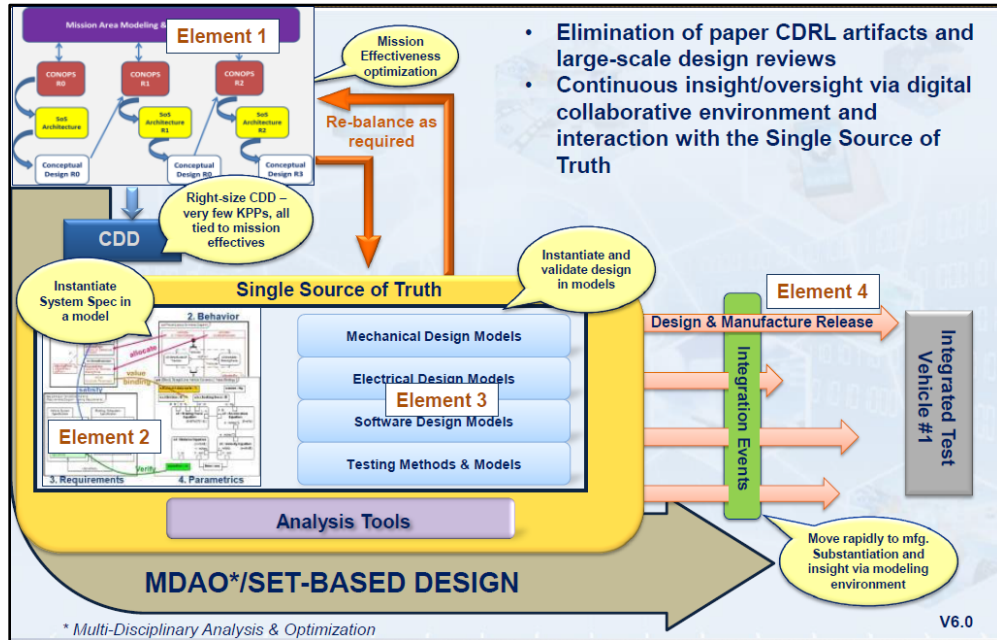 Mission Area Modeling &
Element 1
CONOPS
R0
CONOPS
R1
CONOPS
R2
SoS
Architecture
SoS
Architecture
R1
SoS
Architecture
R2
Conceptual
Design R0
Conceptual
Design R0
Conceptual
Design R3
Mission
Effectiveness
optimization
Re-balance as
required
• Elimination of paper CDRL artifacts and
large-scale design reviews
• Continuous insight/oversight via digital
collaborative environment and
interaction with the Single Source of
Truth
CDD
Right-size CDD –
very few KPPs, all
tied to mission
effectives
Instantiate
System Spec in
a model
Single Source of Truth
Instantiate and
validate design
in models
2. Behavior
allocate
value
binding
satisfy
Element 2
Verify
3. Requirements
4. Parametrics
Mechanical Design Models
Electrical Design Models
Element 3
Software Design Models
Testing Methods & Models
Analysis Tools
Element 4
Design & Manufacture Release
Integration Events
Integrated Test
Vehicle #1
Move rapidly to mfg.
Substantiation and
insight via modeling
environment
MDAO*/SET-BASED DESIGN
* Multi-Disciplinary Analysis & Optimization
V6.0